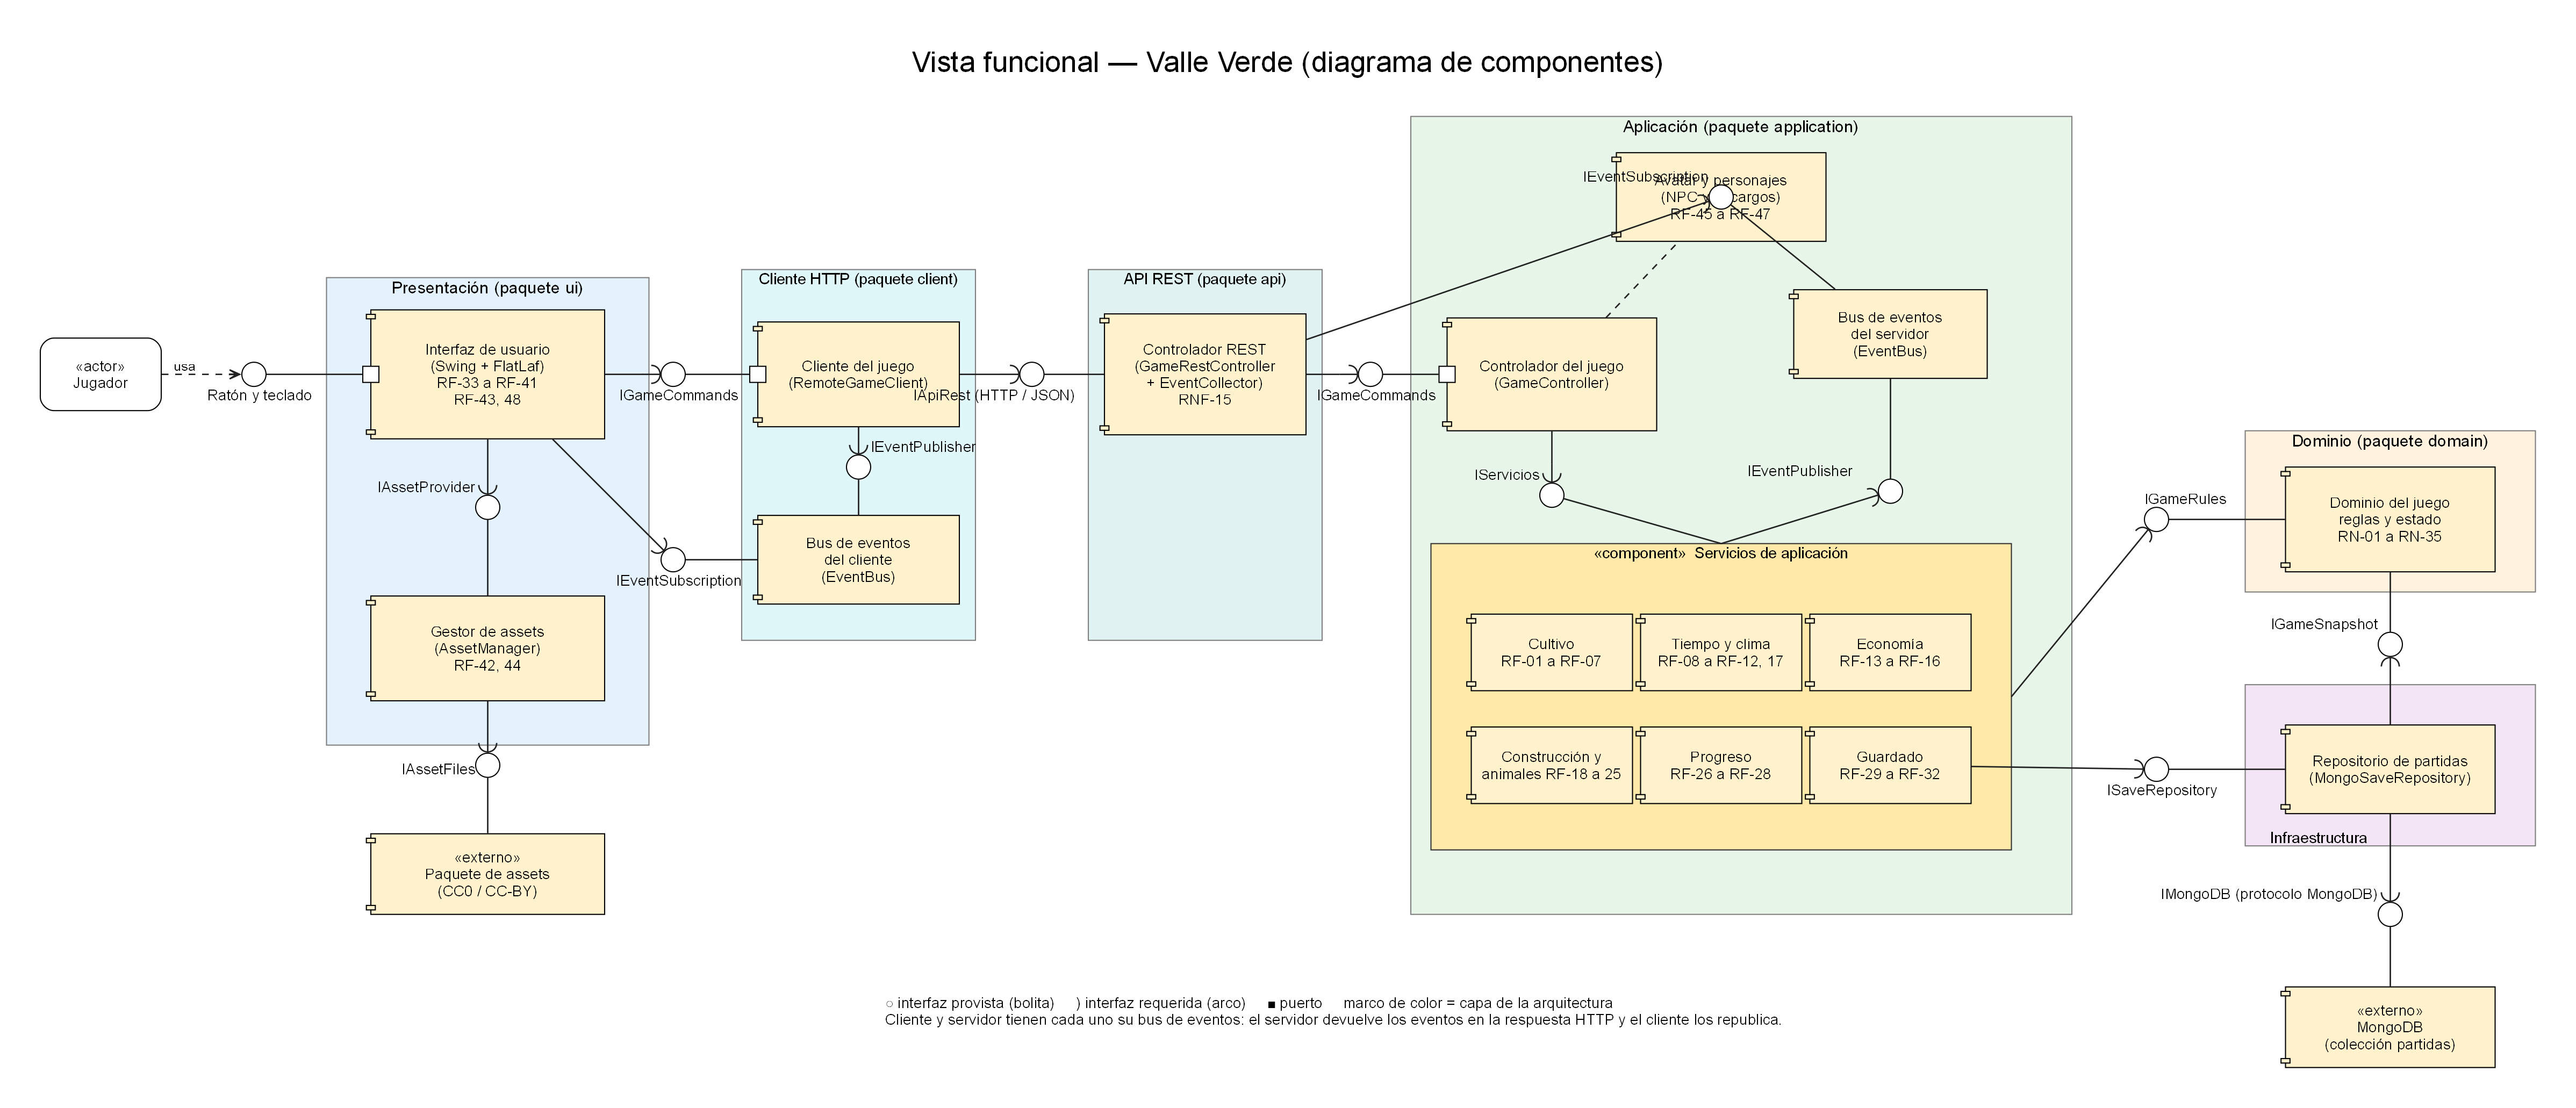 Vista funcional — Valle Verde (diagrama de componentes)
«actor»
Jugador
usa
Ratón y teclado
Presentación (paquete ui)
Interfaz de usuario
(Swing + FlatLaf)
RF-33 a RF-41
RF-43, 48
IAssetProvider
Gestor de assets
(AssetManager)
RF-42, 44
IAssetFiles
«externo»
Paquete de assets
(CC0 / CC-BY)
IGameCommands
IEventSubscription
Cliente HTTP (paquete client)
Cliente del juego
(RemoteGameClient)
IEventPublisher
Bus de eventos
del cliente
(EventBus)
IApiRest (HTTP / JSON)
API REST (paquete api)
Controlador REST
(GameRestController
+ EventCollector)
RNF-15
IGameCommands
Aplicación (paquete application)
IEventSubscription
Avatar y personajes
(NPC cargos)
RF-45 a RF-47
Controlador del juego
(GameController)
Bus de eventos
del servidor
(EventBus)
IServicios
IEventPublisher
«component» Servicios de aplicación
Cultivo
RF-01 a RF-07
Tiempo y clima
RF-08 a RF-12, 17
Economía
RF-13 a RF-16
Construcción y
animales RF-18 a 25
Progreso
RF-26 a RF-28
Guardado
RF-29 a RF-32
IGameRules
ISaveRepository
Dominio (paquete domain)
Dominio del juego
reglas y estado
RN-01 a RN-35
IGameSnapshot
Repositorio de partidas
(MongoSaveRepository)
Infraestructura
IMongoDB (protocolo MongoDB)
«externo»
MongoDB
(colección partidas)
○ interfaz provista (bolita) ) interfaz requerida (arco) ■ puerto marco de color = capa de la arquitectura
Cliente y servidor tienen cada uno su bus de eventos: el servidor devuelve los eventos en la respuesta HTTP y el cliente los republica.